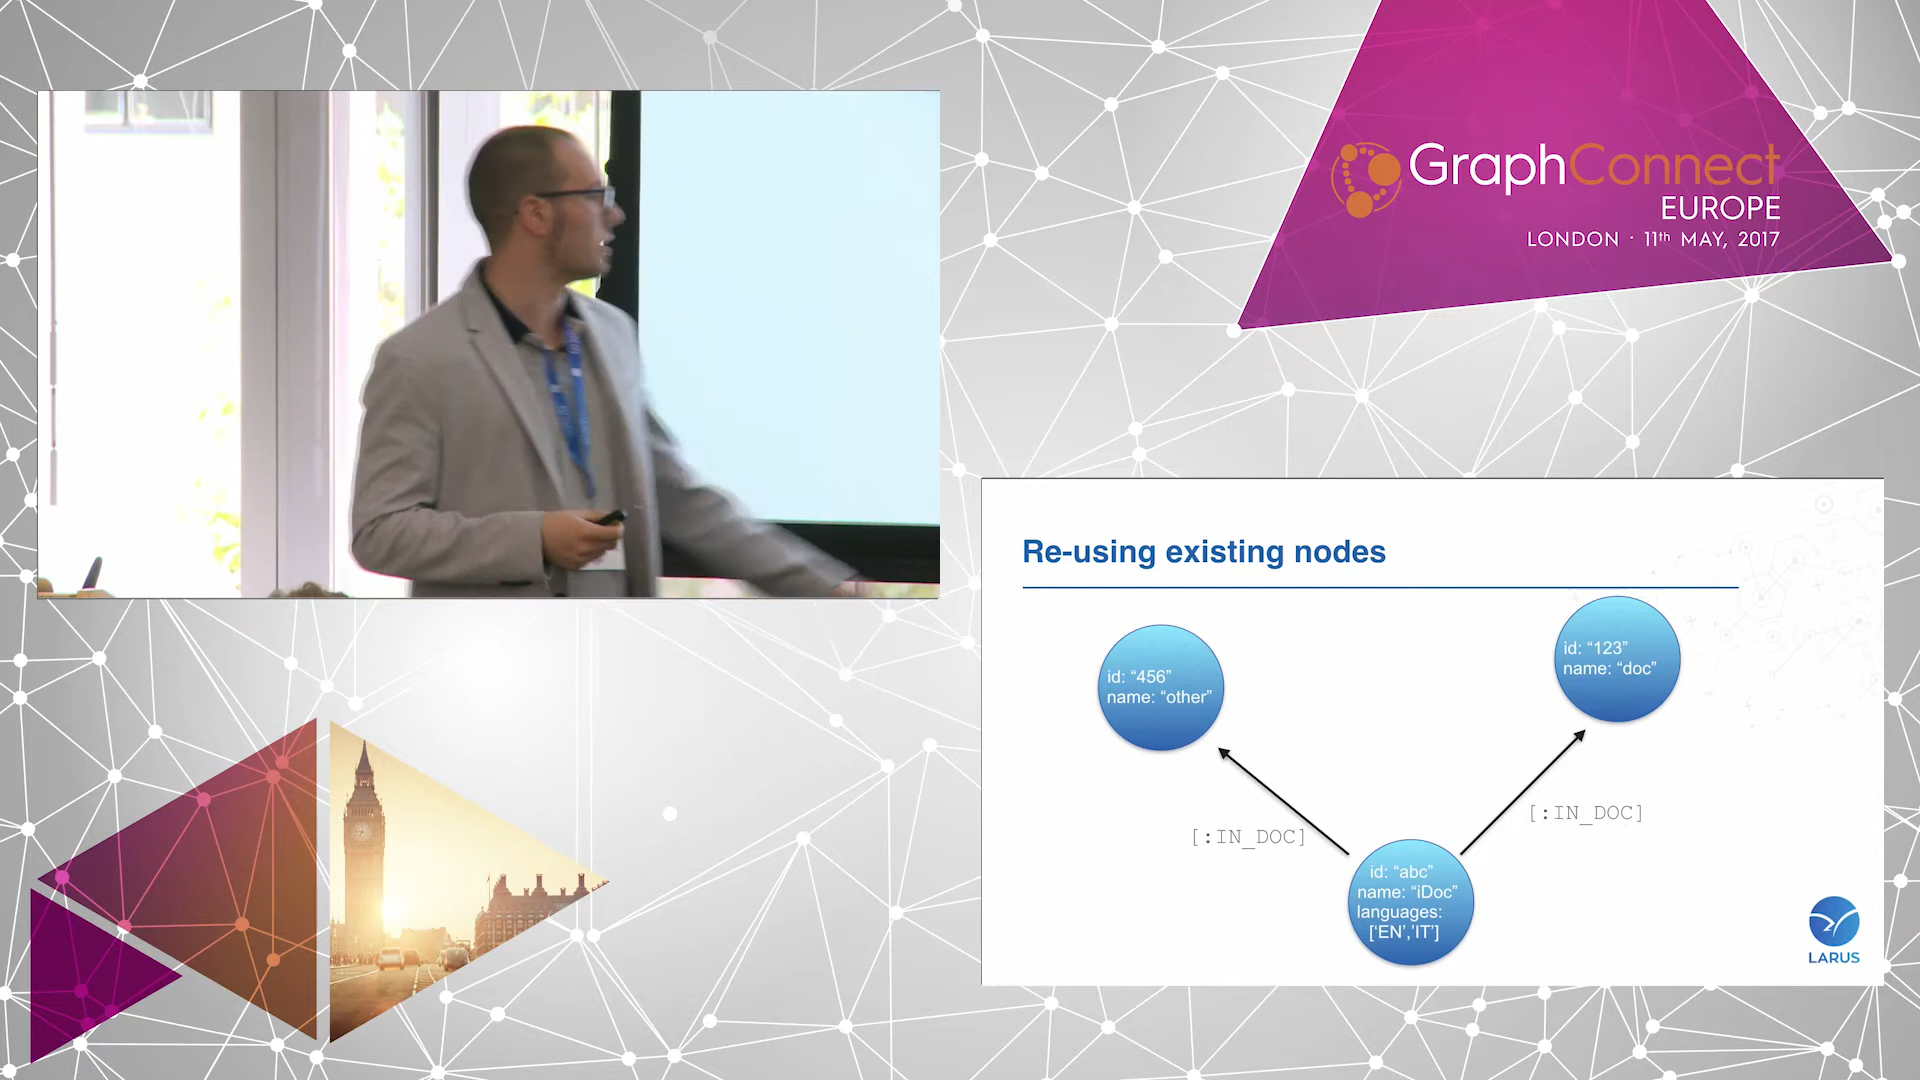 GraphConnect
EUROPE
LONDON · 11th MAY, 2017
Re-using existing nodes
id: “456”
name: “other”
id: “123”
name: “doc”
[:IN_DOC]
[:IN_DOC]
id: “abc”
name: “iDoc”
languages:
[‘EN’,’IT’]
LARUS